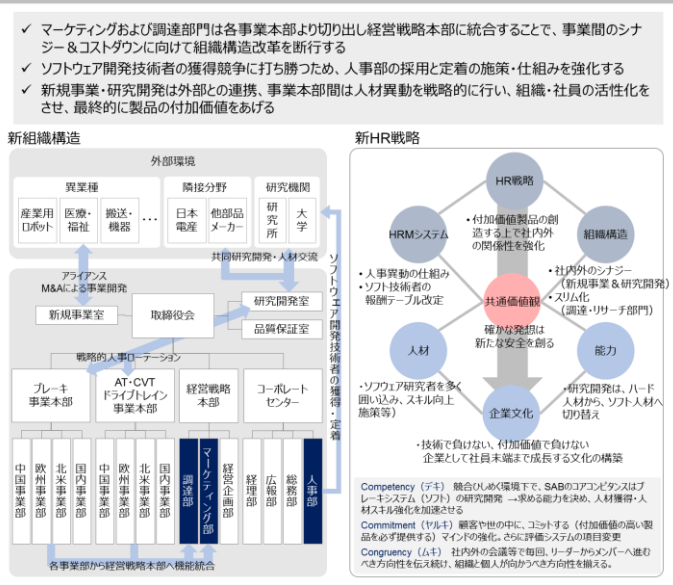 ✓ マーケティングおよび調達部門は各事業本部より切り出し経営戦略本部に統合することで、事業間のシナ
ジー＆コストダウンに向けて組織構造改革を断行する
✓ ソフトウェア開発技術者の獲得競争に打ち勝つため、人事部の採用と定着の施策・仕組みを強化する
✓ 新規事業・研究開発は外部との連携、事業本部間は人材異動を戦略的に行い、組織・社員の活性化を
させ、最終的に製品の付加価値をあげる
新組織構造
外部環境
異業種
隣接分野
研究機関
産業用
ロボット
医療・
福祉
搬送・
機器
・・・
日本
電産
他部品
メーカー
研究所
大学
共同研究開発・人材交流
アライアンス
M&Aによる事業開発
新規事業室
取締役会
研究開発室
品質保証室
戦略的人事ローテーション
ソフトウェア開発技術者の獲得・定着
ブレーキ
事業本部
AT・CVT
ドライブトレイン
事業本部
経営戦略
本部
コーポレート
センター
中国事業部
欧州事業部
北米事業部
国内事業部
中国事業部
欧州事業部
北米事業部
国内事業部
調達部
マーケティング部
経営企画部
経理部
広報部
総務部
人事部
各事業部から経営戦略本部へ機能統合
新HR戦略
HR戦略
・付加価値製品の創
造する上で社内外
の関係性を強化
HRMシステム
・人事異動の仕組み
・ソフト技術者の
報酬テーブル改定
組織構造
・社内外のシナジー
（新規事業＆研究開発）
・スリム化
（調達・リサーチ部門）
共通価値観
確かな発想は
新たな安全を創る
人材
・ソフウェア研究者を多く
囲い込み、スキル向上
施策等）
能力
・研究開発は、ハード
人材から、ソフト人材へ
切り替え
企業文化
・技術で負けない、付加価値で負けない
企業として社員末端まで成長する文化の構築
Competency（デキ） 競合ひしめく環境下で、SABのコアコンピタンスはブ
レーキシステム（ソフト）の研究開発 →求める能力を決め、人材獲得・人
材スキル強化を加速させる
Commitment（ヤルキ）顧客や世の中に、コミットする（付加価値の高い製
品を必ず提供する）マインドの強化。さらに評価システムの項目変更
Congruency（ムキ） 社内外の会議等で毎回、リーダーからメンバーへ進む
べき方向性を伝え続け、組織と個人が向かうべき方向性を揃える。